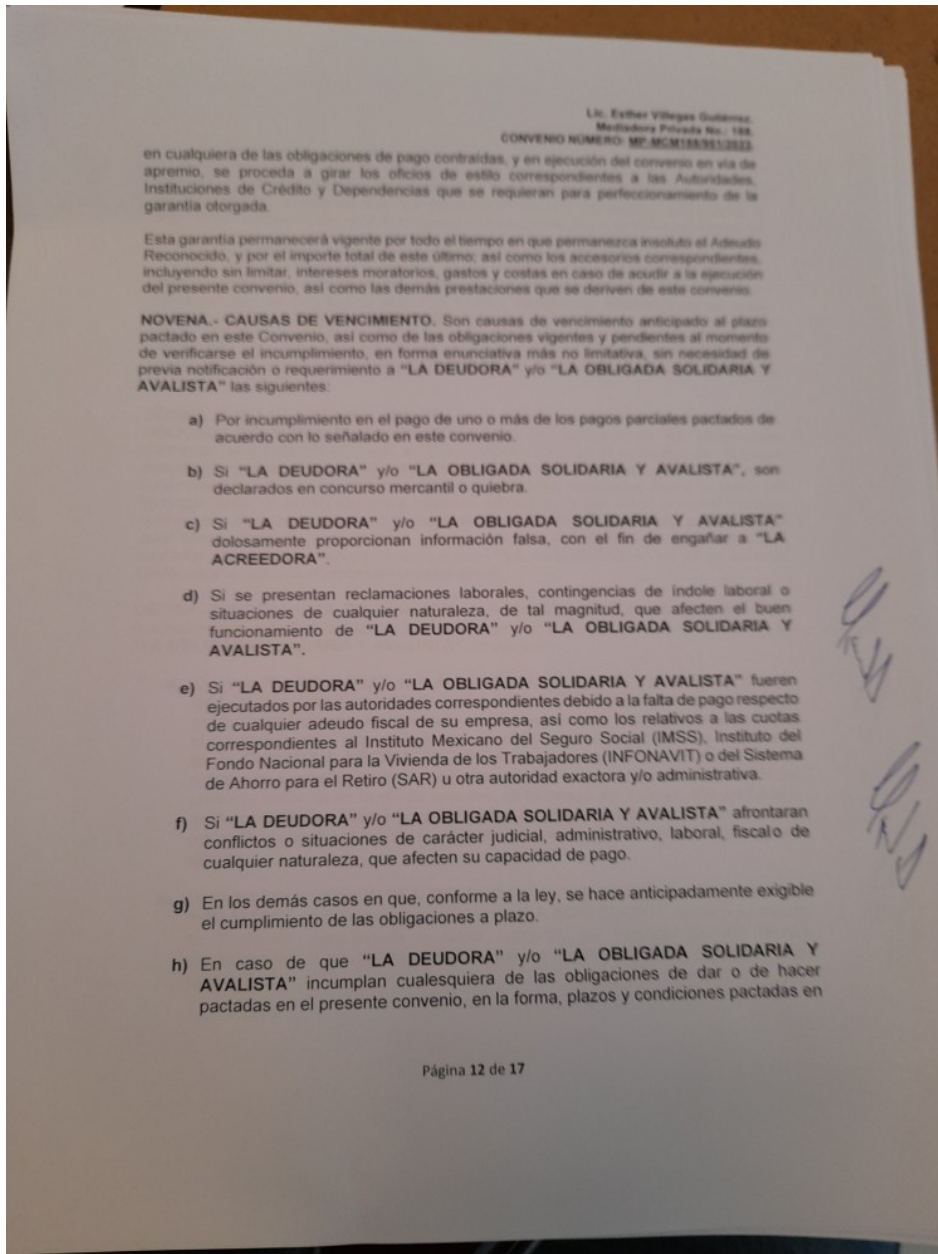 Lic. Esther Villegas Gutiérrez.
Mediadora Privada No.: 188.
CONVENIO NÚMERO: MP-MCM188/981/2023.
en cualquiera de las obligaciones de pago contraídas, y en ejecución del convenio en vía de
apremio, se proceda a girar los oficios de estilo correspondientes a las Autoridades,
Instituciones de Crédito y Dependencias que se requieran para perfeccionamiento de la
garantía otorgada.
Esta garantía permanecerá vigente por todo el tiempo en que permanezca insoluto el Adeudo
Reconocido, y por el importe total de este último; así como los accesorios correspondientes,
incluyendo sin limitar, intereses moratorios, gastos y costas en caso de acudir a la ejecución
del presente convenio, así como las demás prestaciones que se deriven de este convenio.
NOVENA.- CAUSAS DE VENCIMIENTO. Son causas de vencimiento anticipado al plazo
pactado en este Convenio, así como de las obligaciones vigentes y pendientes al momento
de verificarse el incumplimiento, en forma enunciativa más no limitativa, sin necesidad de
previa notificación o requerimiento a “LA DEUDORA” y/o “LA OBLIGADA SOLIDARIA Y
AVALISTA” las siguientes:
a) Por incumplimiento en el pago de uno o más de los pagos parciales pactados de
acuerdo con lo señalado en este convenio.
b) Si “LA DEUDORA” y/o “LA OBLIGADA SOLIDARIA Y AVALISTA”, son
declarados en concurso mercantil o quiebra.
c) Si “LA DEUDORA” y/o “LA OBLIGADA SOLIDARIA Y AVALISTA”
dolosamente proporcionan información falsa, con el fin de engañar a “LA
ACREEDORA”.
d) Si se presentan reclamaciones laborales, contingencias de índole laboral o
situaciones de cualquier naturaleza, de tal magnitud, que afecten el buen
funcionamiento de “LA DEUDORA” y/o “LA OBLIGADA SOLIDARIA Y
AVALISTA”.
e) Si “LA DEUDORA” y/o “LA OBLIGADA SOLIDARIA Y AVALISTA” fueren
ejecutados por las autoridades correspondientes debido a la falta de pago respecto
de cualquier adeudo fiscal de su empresa, así como los relativos a las cuotas
correspondientes al Instituto Mexicano del Seguro Social (IMSS), Instituto del
Fondo Nacional para la Vivienda de los Trabajadores (INFONAVIT) o del Sistema
de Ahorro para el Retiro (SAR) u otra autoridad exactora y/o administrativa.
f) Si “LA DEUDORA” y/o “LA OBLIGADA SOLIDARIA Y AVALISTA” afrontaran
conflictos o situaciones de carácter judicial, administrativo, laboral, fiscalo de
cualquier naturaleza, que afecten su capacidad de pago.
g) En los demás casos en que, conforme a la ley, se hace anticipadamente exigible
el cumplimiento de las obligaciones a plazo.
h) En caso de que “LA DEUDORA” y/o “LA OBLIGADA SOLIDARIA Y
AVALISTA” incumplan cualesquiera de las obligaciones de dar o de hacer
pactadas en el presente convenio, en la forma, plazos y condiciones pactadas en
Página 12 de 17